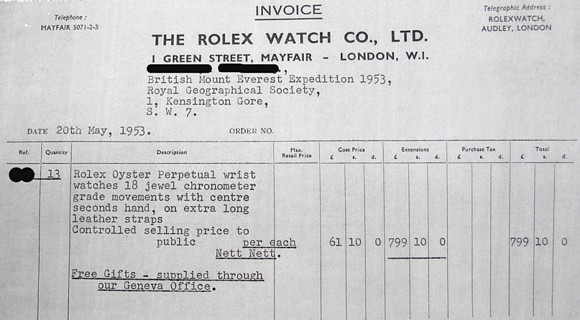 INVOICE
Telephone :
MAYFAIR 5071-2-3
Telegraphic Address :
ROLEXWATCH,
AUDLEY, LONDON
THE ROLEX WATCH CO., LTD.
1 GREEN STREET, MAYFAIR – LONDON, W.I.
British Mount Everest Expedition 1953,
Royal Geographical Society,
1, Kensington Gore,
S. W. 7.
DATE 20th May, 1953. ORDER NO.
Ref. Quantity Description Max. Retail Price Cost Price £ s. d. Extensions £ s. d. Purchase Tax £ s. d. Total £ s. d.
13 Rolex Oyster Perpetual wrist
watches 18 jewel chronometer
grade movements with centre
seconds hand, on extra long
leather straps
Controlled selling price to
public per each 61 10 0 799 10 0 799 10 0
Nett Nett.
Free Gifts - supplied through
our Geneva Office.